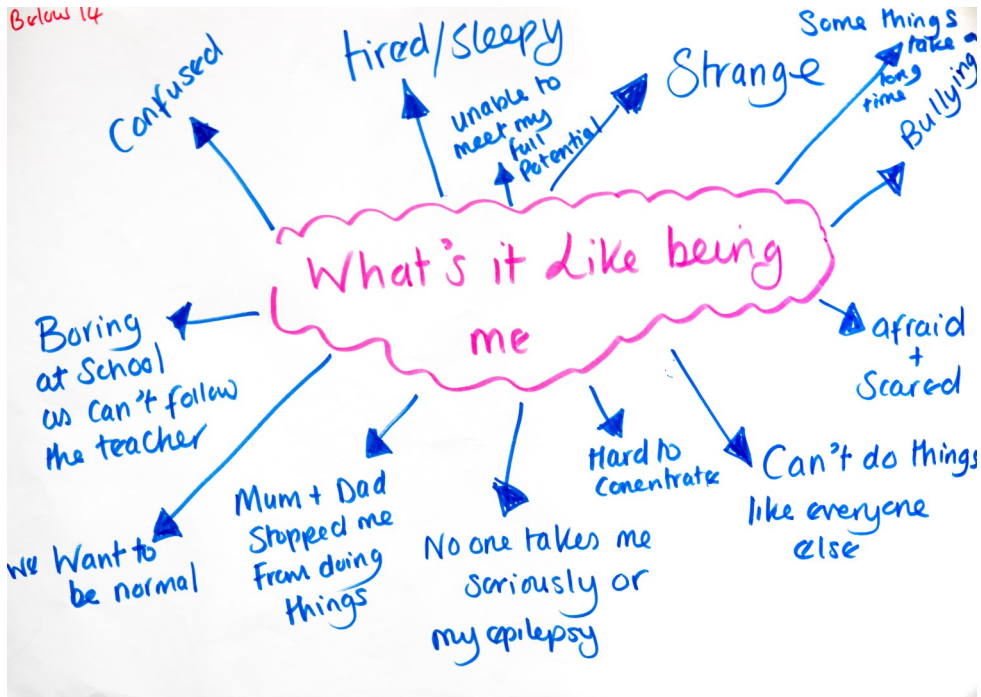 Below 14
Confused
tired/sleepy
unable to
meet my
full
Potential
Strange
Some things
take a
long
time
Bullying
What's it Like being
me
Boring
at School
as can't follow
the teacher
afraid
+
Scared
We Want to
be normal
Mum + Dad
Stopped me
From doing
things
No one takes me
seriously or
my epilepsy
Hard to
Conentrate
Can't do things
like everyone
else